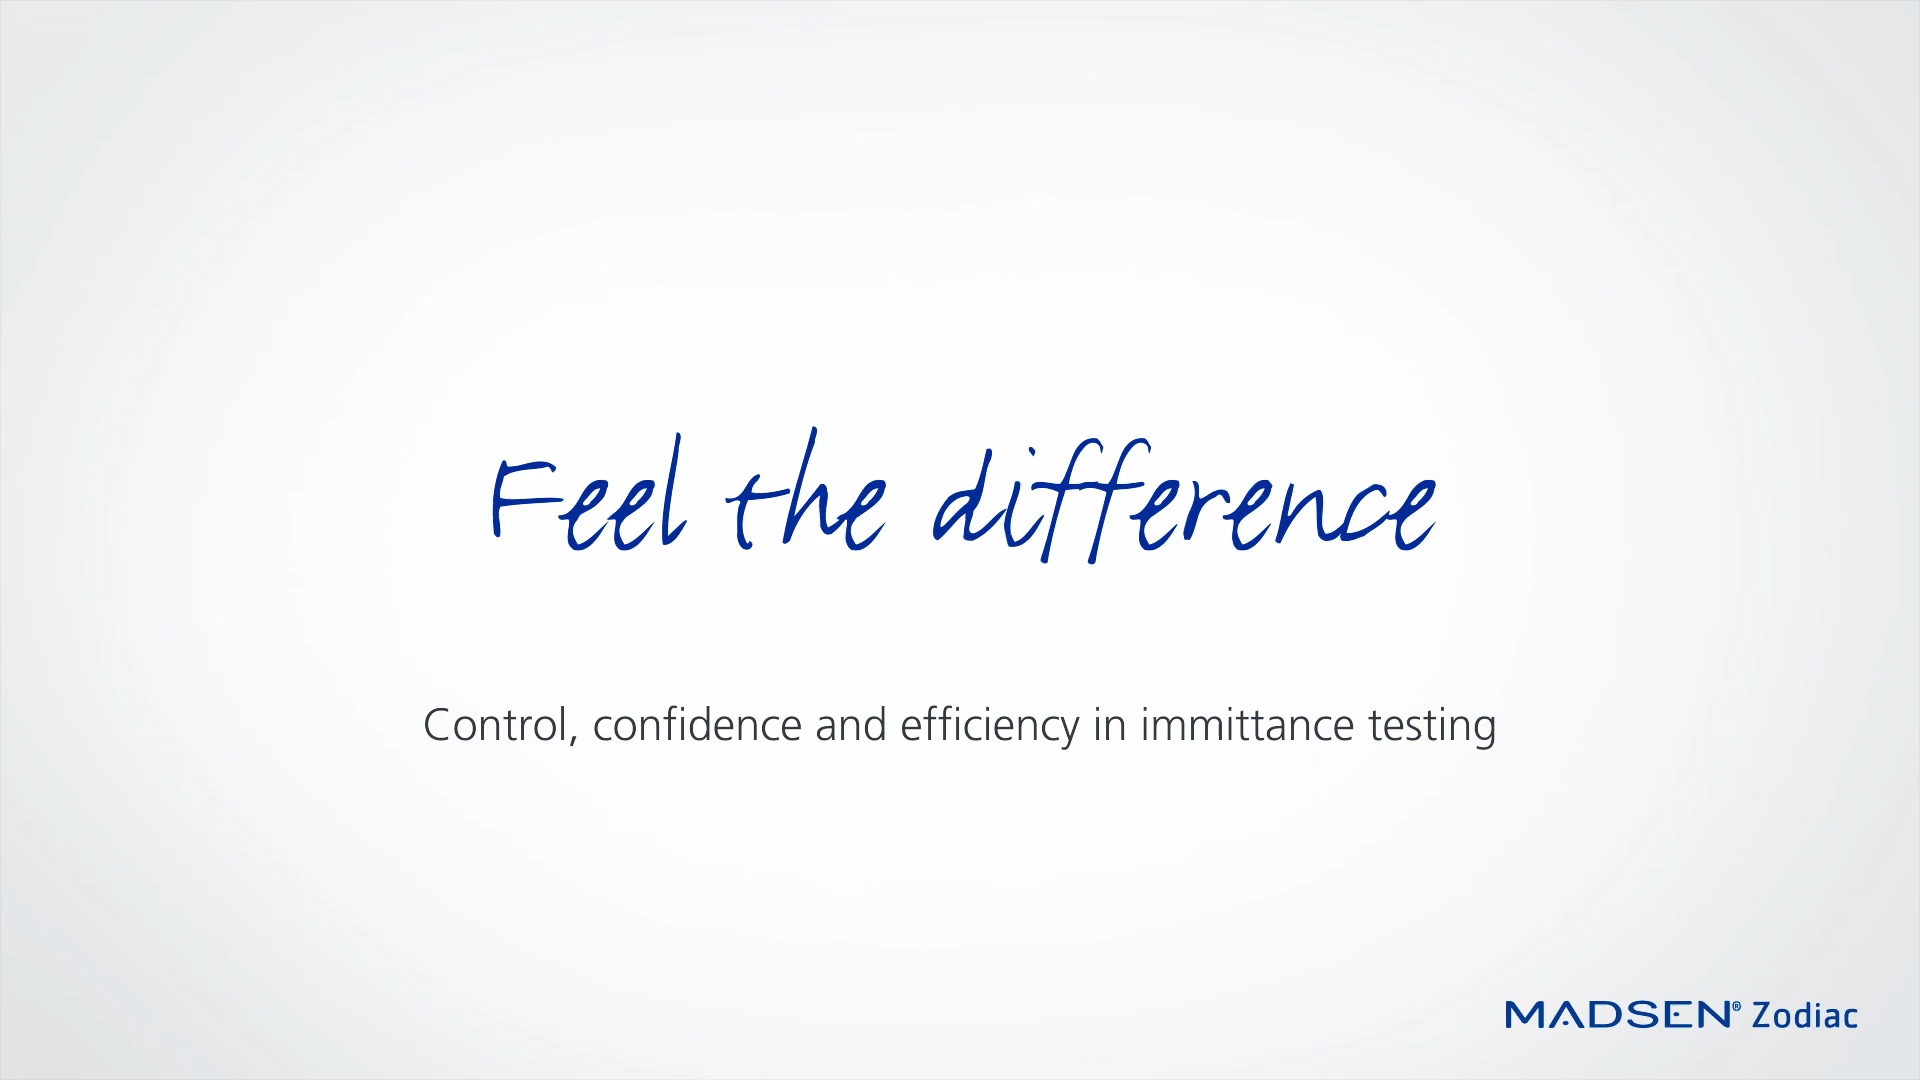 Feel the difference
Control, confidence and efficiency in immittance testing
MADSEN® Zodiac